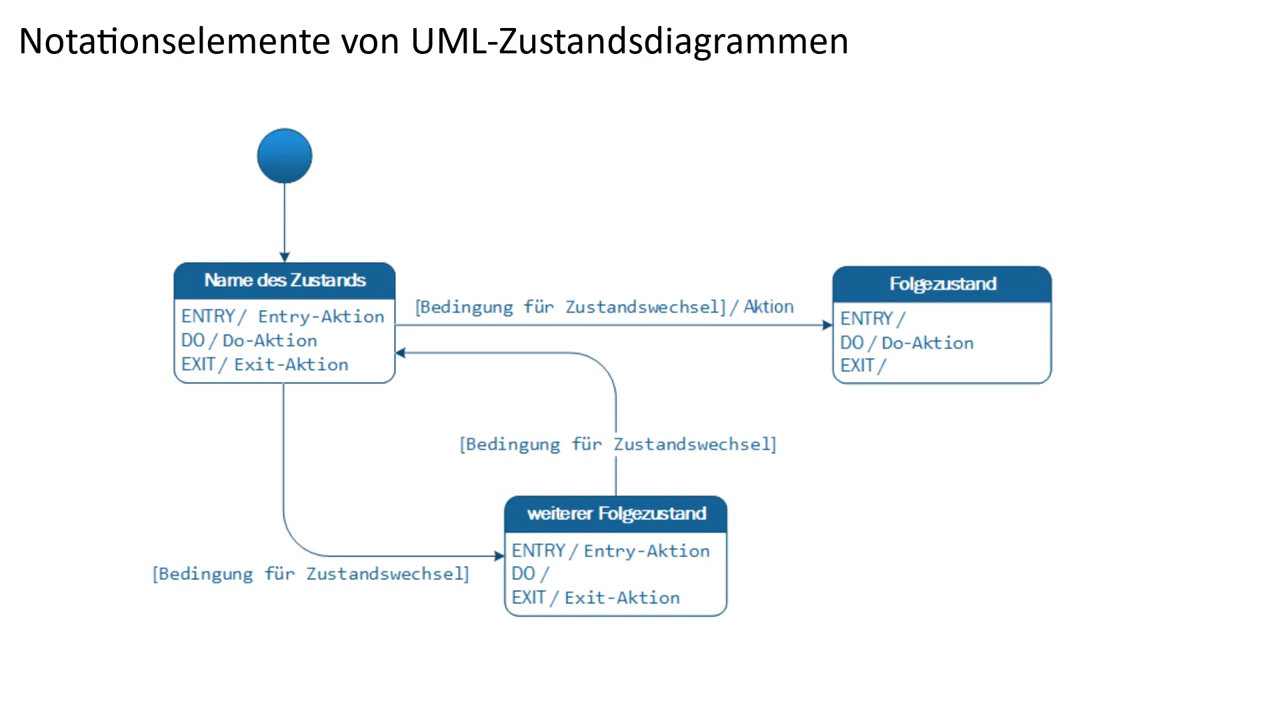 Notationselemente von UML-Zustandsdiagrammen
Name des Zustands
ENTRY / Entry-Aktion
DO / Do-Aktion
EXIT / Exit-Aktion
[Bedingung für Zustandswechsel] / Aktion
Folgezustand
ENTRY /
DO / Do-Aktion
EXIT /
[Bedingung für Zustandswechsel]
weiterer Folgezustand
ENTRY / Entry-Aktion
DO /
EXIT / Exit-Aktion
[Bedingung für Zustandswechsel]